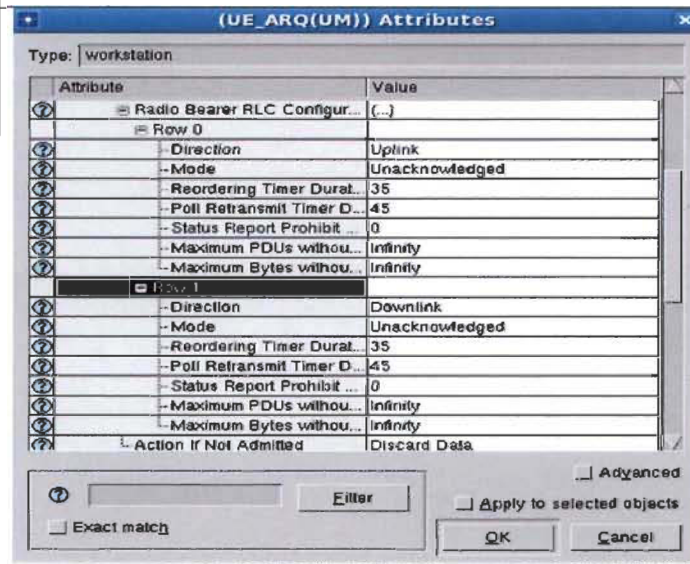 (UE_ARQ(UM)) Attributes
Type: workstation
Attribute Value
Radio Bearer RLC Configur... (...)
Row 0
Direction Uplink
Mode Unacknowledged
Reordering Timer Durat... 35
Poll Retransmit Timer D... 45
Status Report Prohibit ... 0
Maximum PDUs withou... Infinity
Maximum Bytes withou... Infinity
Row 1
Direction Downlink
Mode Unacknowledged
Reordering Timer Durat... 35
Poll Retransmit Timer D... 45
Status Report Prohibit ... 0
Maximum PDUs withou... Infinity
Maximum Bytes withou... Infinity
Action If Not Admitted Discard Data
Advanced
Filter
Apply to selected objects
Exact match
OK Cancel